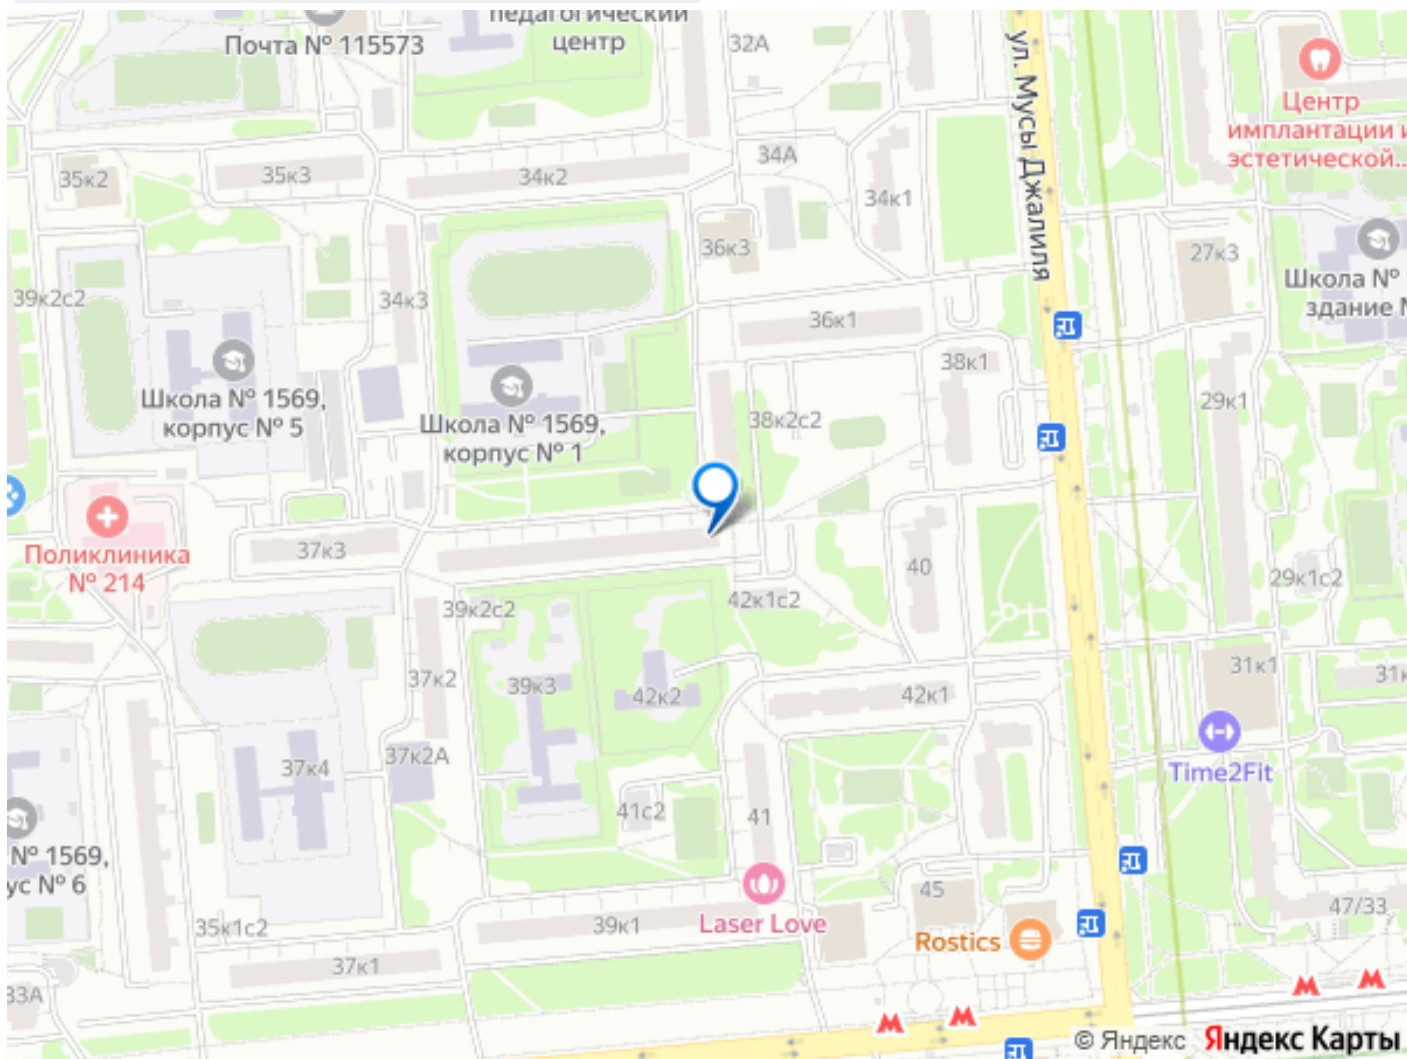 педагогический
центр
Почта № 115573
32А
ул. Мусы Джалиля
Центр
имплантации и
эстетической...
35к2
35к3
34к2
34А
34к1
36к3
27к3
Школа №
здание №
39к2с2
34к3
36к1
38к1
Школа № 1569,
корпус № 5
Школа № 1569,
корпус № 1
38к2с2
29к1
Поликлиника
№ 214
37к3
40
29к1с2
39к2с2
42к1с2
37к2
39к3
42к2
42к1
31к1
31к
37к4
37к2А
Time2Fit
41с2
41
№ 1569,
ус № 6
35к1с2
39к1
Laser Love
45
Rostics
47/33
37к1
33А
© Яндекс Яндекс Карты